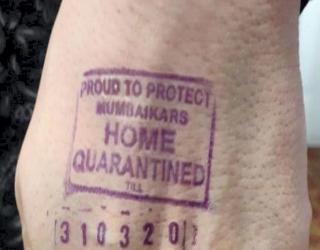 PROUD TO PROTECT
MUMBAIKARS
HOME
QUARANTINED
TILL
310320